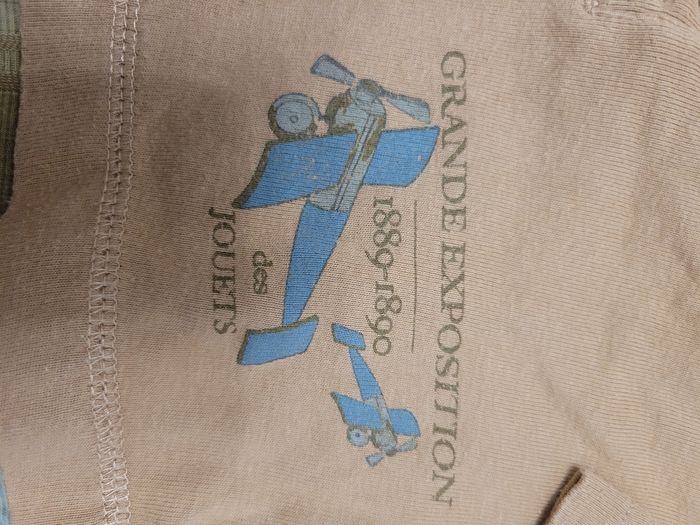 GRANDE EXPOSITION
1889-1890
des
JOUETS